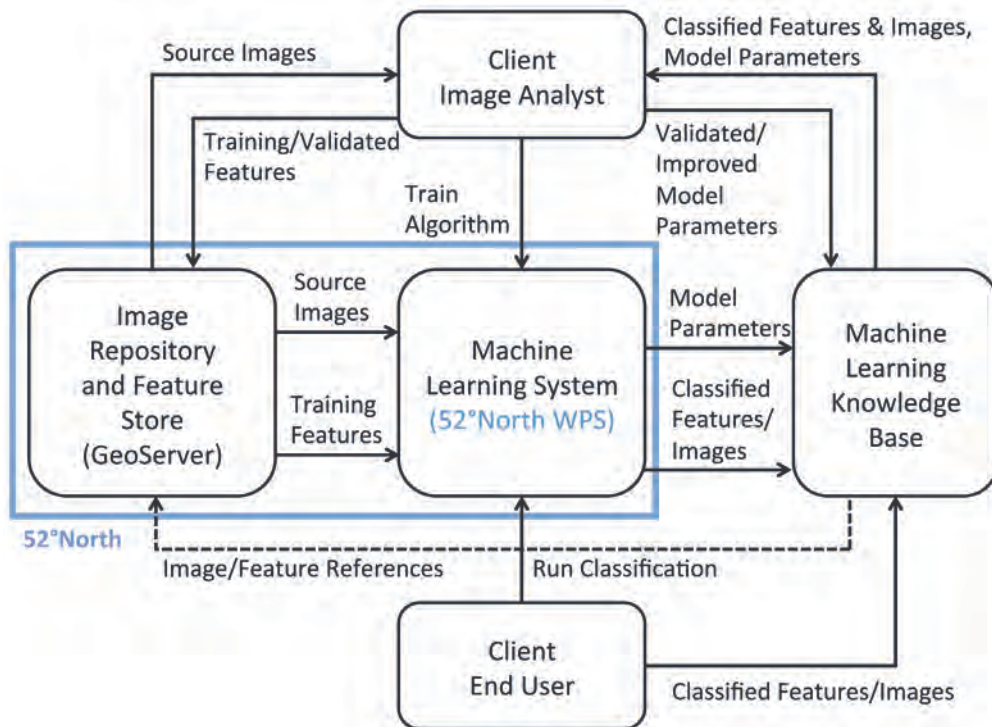 Source Images
Client
Image Analyst
Classified Features & Images,
Model Parameters
Training/Validated
Features
Train
Algorithm
Validated/
Improved
Model
Parameters
Image
Repository
and Feature
Store
(GeoServer)
Source
Images
Training
Features
Machine
Learning System
(52°North WPS)
Model
Parameters
Classified
Features/
Images
Machine
Learning
Knowledge
Base
52°North
Image/Feature References
Run Classification
Client
End User
Classified Features/Images